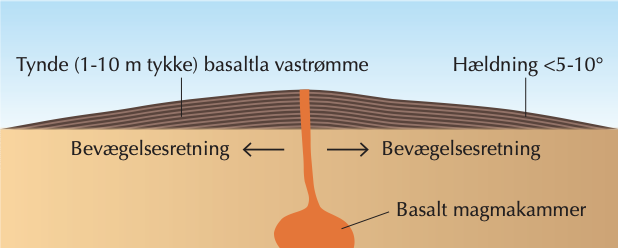 Tynde (1-10 m tykke) basaltla vastrømme
Hældning <5-10°
Bevægelsesretning
Bevægelsesretning
Basalt magmakammer